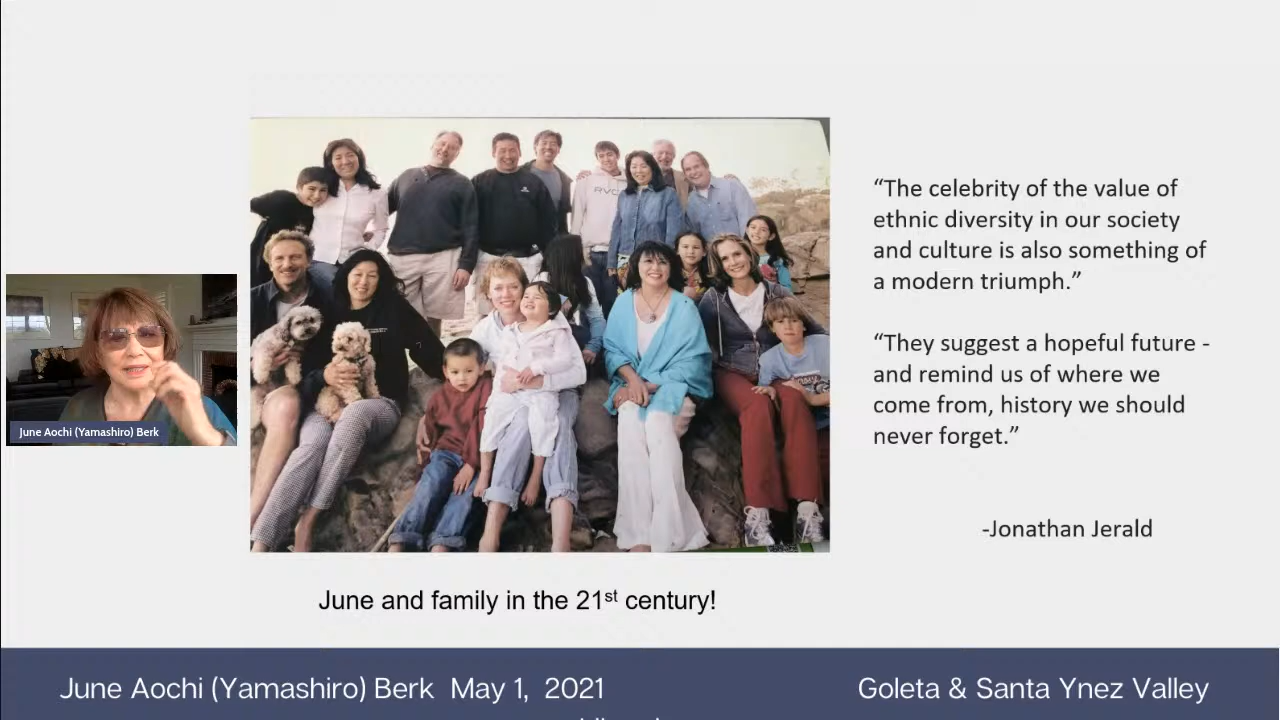 “The celebrity of the value of
ethnic diversity in our society
and culture is also something of
a modern triumph.”
“They suggest a hopeful future -
and remind us of where we
come from, history we should
never forget.”
-Jonathan Jerald
RVC
June Aochi (Yamashiro) Berk
June and family in the 21st century!
June Aochi (Yamashiro) Berk May 1, 2021
Goleta & Santa Ynez Valley